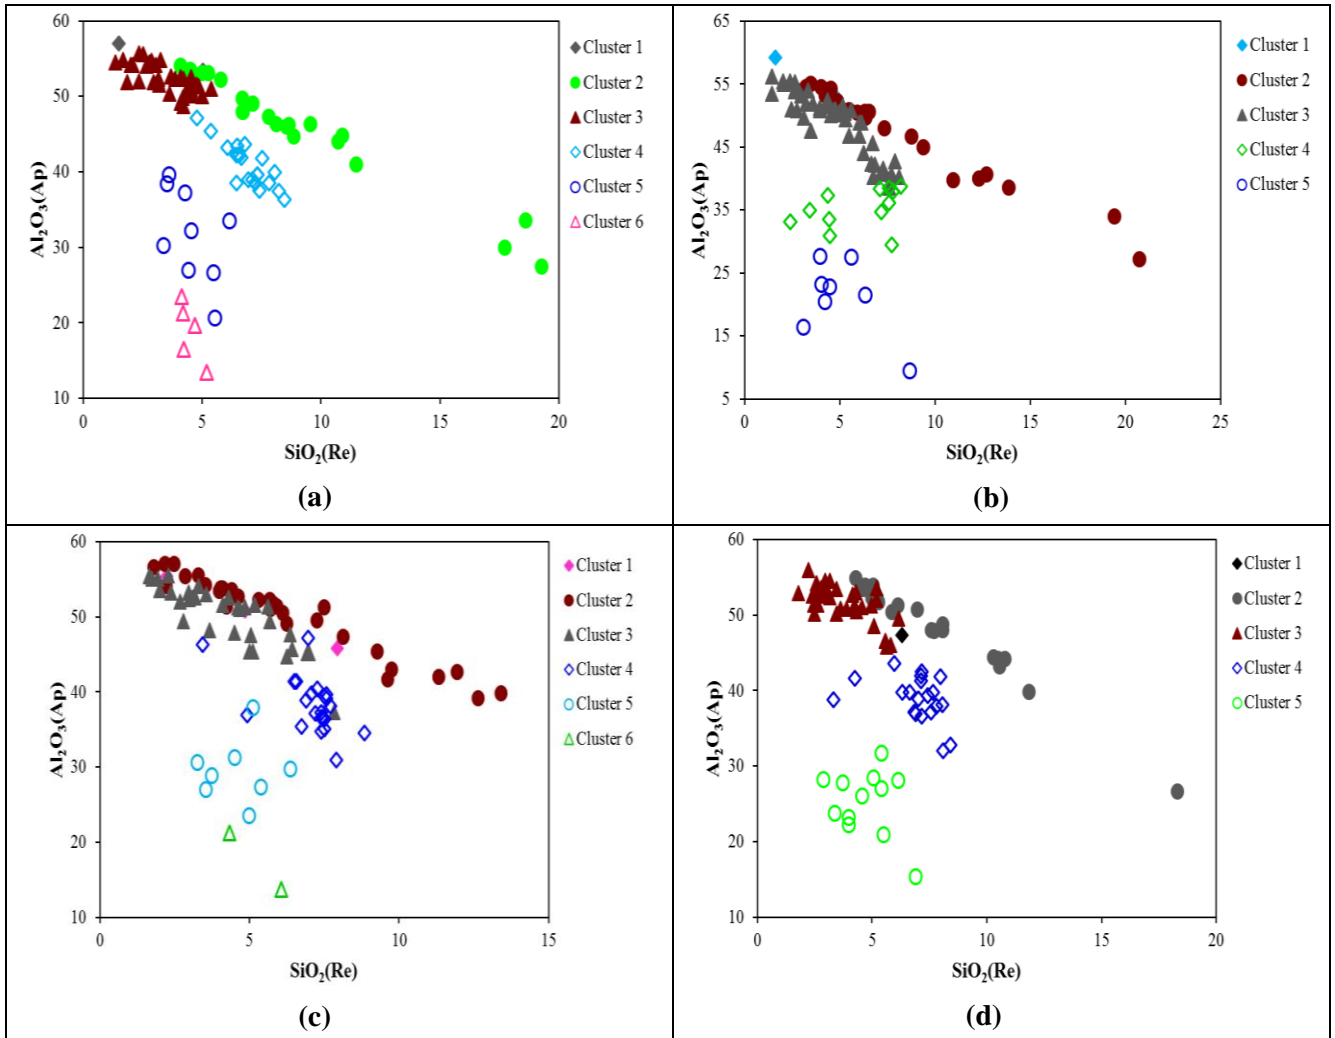 60
50
40
30
20
10
0
5
10
15
20
Al₂O₃(Ap)
SiO₂(Re)
Cluster 1
Cluster 2
Cluster 3
Cluster 4
Cluster 5
Cluster 6
(a)
65
55
45
35
25
15
5
0
5
10
15
20
25
Al₂O₃(Ap)
SiO₂(Re)
Cluster 1
Cluster 2
Cluster 3
Cluster 4
Cluster 5
(b)
60
50
40
30
20
10
0
5
10
15
Al₂O₃(Ap)
SiO₂(Re)
Cluster 1
Cluster 2
Cluster 3
Cluster 4
Cluster 5
Cluster 6
(c)
60
50
40
30
20
10
0
5
10
15
20
Al₂O₃(Ap)
SiO₂(Re)
Cluster 1
Cluster 2
Cluster 3
Cluster 4
Cluster 5
(d)